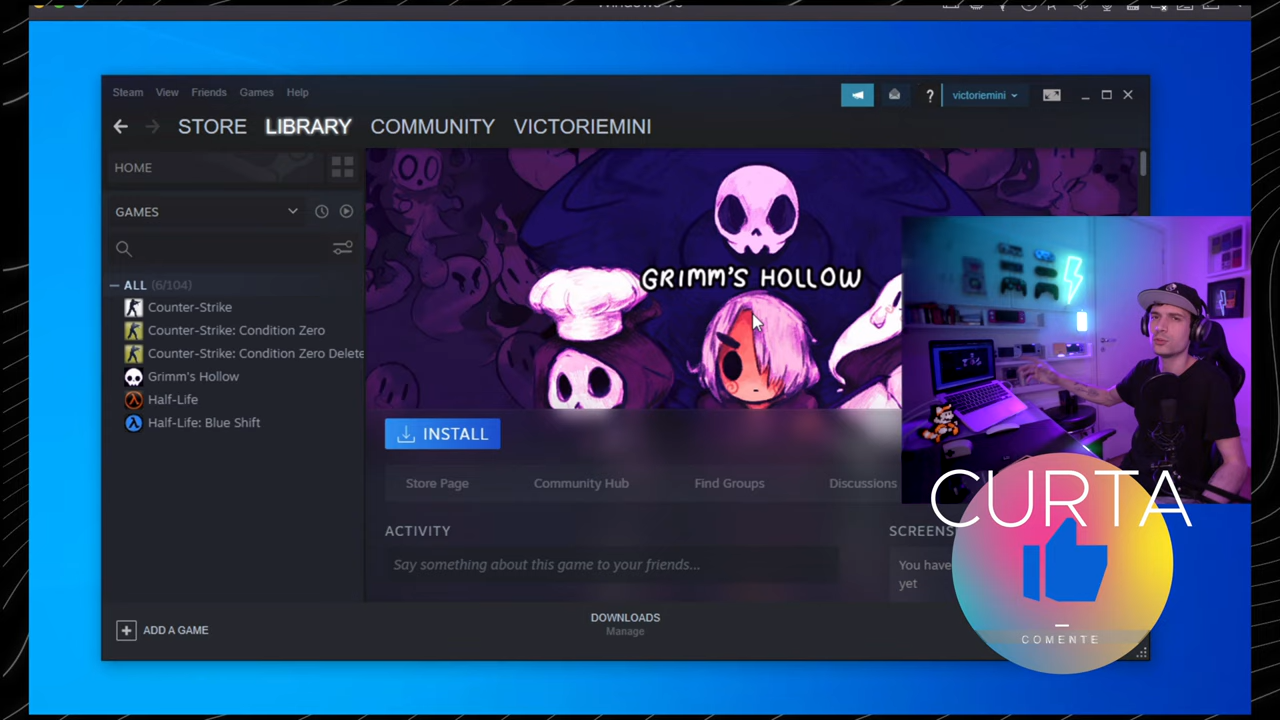 Steam View Friends Games Help
? victoriemini
STORE LIBRARY COMMUNITY VICTORIEMINI
HOME
GAMES
ALL (6/104)
Counter-Strike
Counter-Strike: Condition Zero
Counter-Strike: Condition Zero Delete
Grimm's Hollow
Half-Life
Half-Life: Blue Shift
GRIMM'S HOLLOW
INSTALL
Store Page Community Hub Find Groups Discussions
ACTIVITY
Say something about this game to your friends...
SCREENS
You have
yet
ADD A GAME
DOWNLOADS
Manage
CURTA
COMENTE